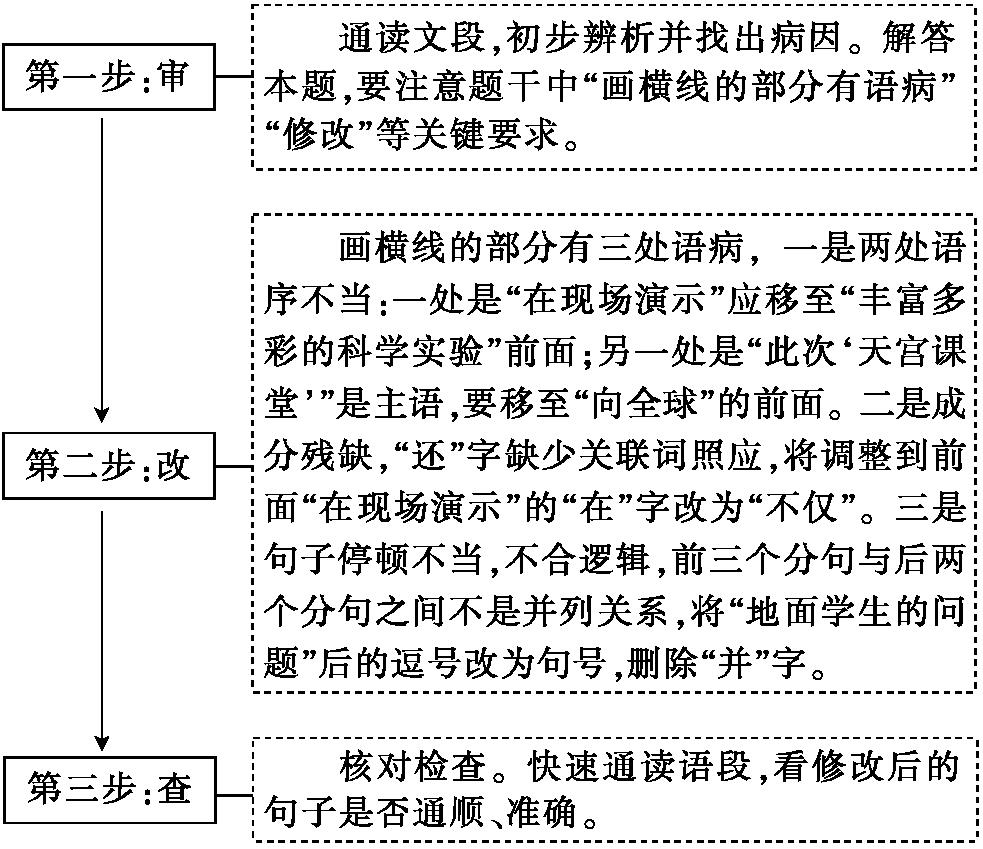 第一步:审
通读文段,初步辨析并找出病因。解答
本题,要注意题干中“画横线的部分有语病”
“修改”等关键要求。
第二步:改
画横线的部分有三处语病,一是两处语
序不当:一处是“在现场演示”应移至“丰富多
彩的科学实验”前面;另一处是“此次‘天宫课
堂’”是主语,要移至“向全球”的前面。二是成
分残缺,“还”字缺少关联词照应,将调整到前
面“在现场演示”的“在”字改为“不仅”。三是
句子停顿不当,不合逻辑,前三个分句与后两
个分句之间不是并列关系,将“地面学生的问
题”后的逗号改为句号,删除“并”字。
第三步:查
核对检查。快速通读语段,看修改后的
句子是否通顺、准确。